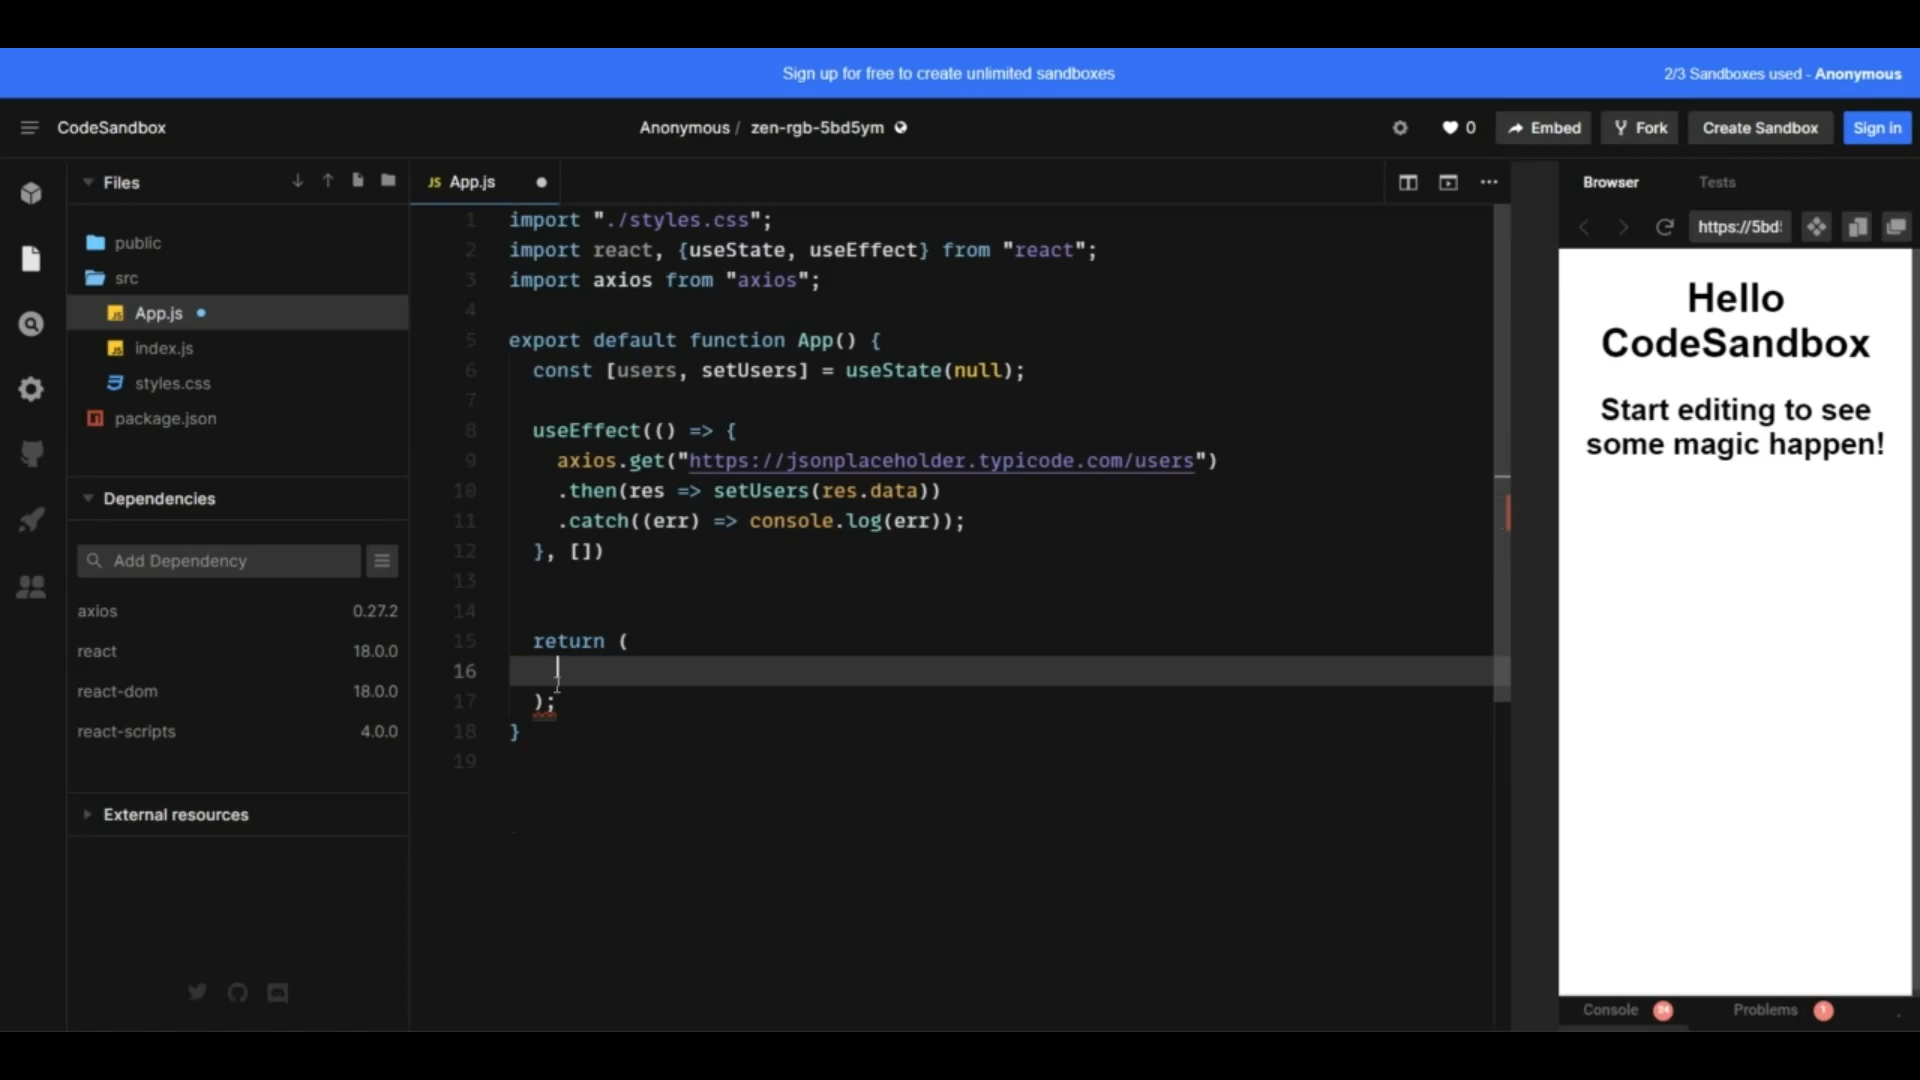 Sign up for free to create unlimited sandboxes
2/3 Sandboxes used - Anonymous
CodeSandbox
Anonymous / zen-rgb-5bd5ym
0
Embed
Fork
Create Sandbox
Sign in
Files
public
src
App.js
index.js
styles.css
package.json
Dependencies
Add Dependency
axios 0.27.2
react 18.0.0
react-dom 18.0.0
react-scripts 4.0.0
External resources
JS App.js
1 import "./styles.css";
2 import react, {useState, useEffect} from "react";
3 import axios from "axios";
4
5 export default function App() {
6 const [users, setUsers] = useState(null);
7
8 useEffect(() => {
9 axios.get("https://jsonplaceholder.typicode.com/users")
10 .then(res => setUsers(res.data))
11 .catch((err) => console.log(err));
12 }, [])
13
14
15 return (
16
17 );
18 }
19
Browser
Tests
https://5bd
Hello
CodeSandbox
Start editing to see
some magic happen!
Console
Problems 1